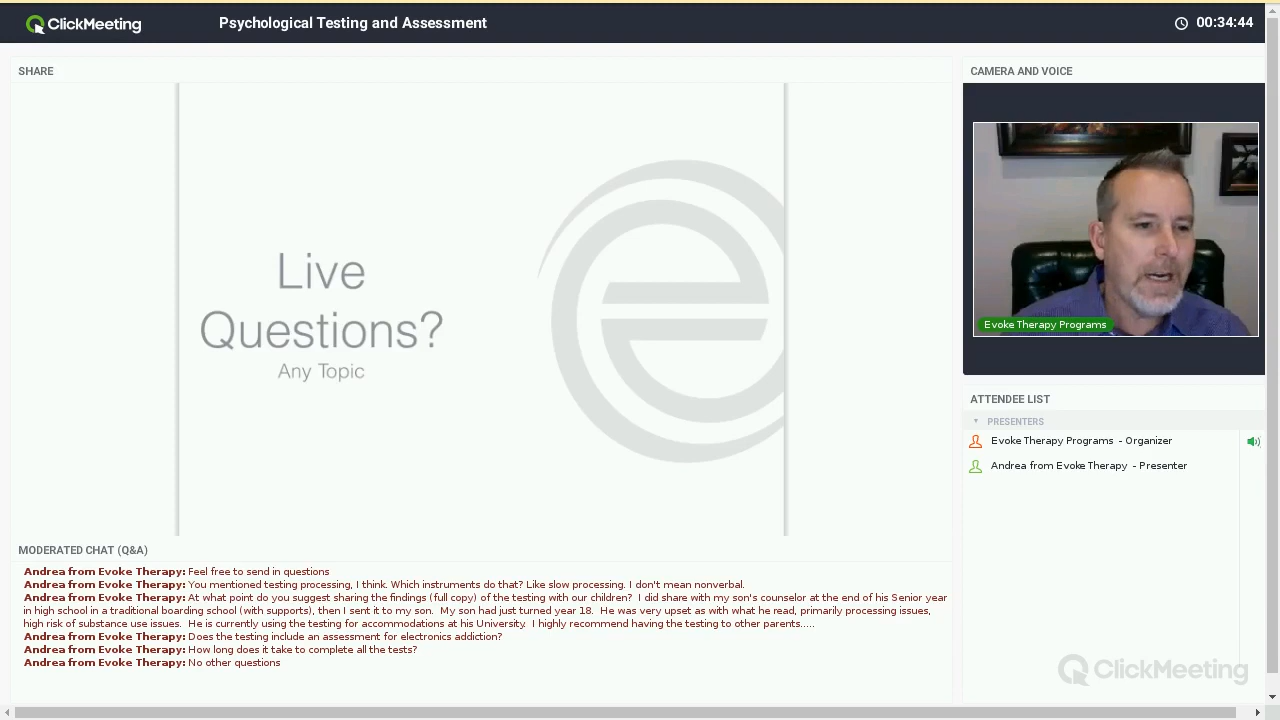 ClickMeeting
Psychological Testing and Assessment
00:34:44
SHARE
Live
Questions?
Any Topic
CAMERA AND VOICE
Evoke Therapy Programs
ATTENDEE LIST
PRESENTERS
Evoke Therapy Programs - Organizer
Andrea from Evoke Therapy - Presenter
MODERATED CHAT (Q&A)
Andrea from Evoke Therapy: Feel free to send in questions
Andrea from Evoke Therapy: You mentioned testing processing, I think. Which instruments do that? Like slow processing. I don't mean nonverbal.
Andrea from Evoke Therapy: At what point do you suggest sharing the findings (full copy) of the testing with our children? I did share with my son's counselor at the end of his Senior year
in high school in a traditional boarding school (with supports), then I sent it to my son. My son had just turned year 18. He was very upset as with what he read, primarily processing issues,
high risk of substance use issues. He is currently using the testing for accommodations at his University. I highly recommend having the testing to other parents.....
Andrea from Evoke Therapy: Does the testing include an assessment for electronics addiction?
Andrea from Evoke Therapy: How long does it take to complete all the tests?
Andrea from Evoke Therapy: No other questions
ClickMeeting